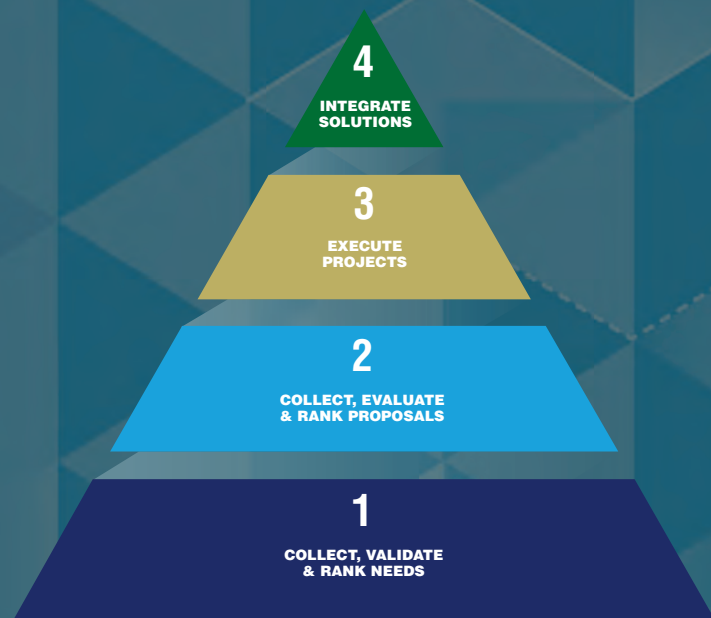 4
INTEGRATE
SOLUTIONS
3
EXECUTE
PROJECTS
2
COLLECT, EVALUATE
& RANK PROPOSALS
1
COLLECT, VALIDATE
& RANK NEEDS